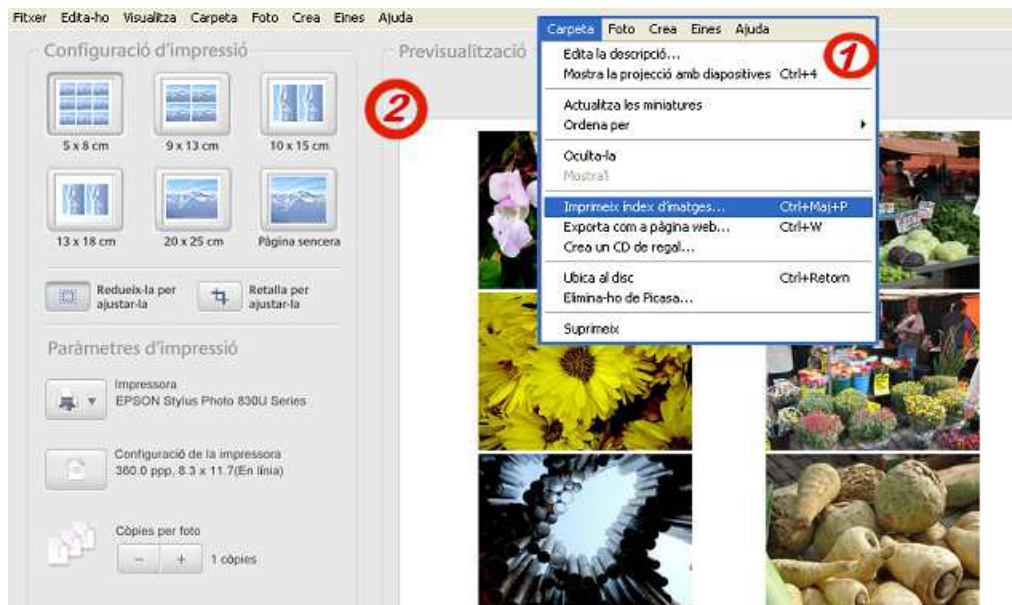 Fitxer Edita-ho Visualitza Carpeta Foto Crea Eines Ajuda
Configuració d'impressió
5 x 8 cm
9 x 13 cm
10 x 15 cm
13 x 18 cm
20 x 25 cm
Pàgina sencera
Redueix-la per
ajustar-la
Retalla per
ajustar-la
Paràmetres d'impressió
Impressora
EPSON Stylus Photo 830U Series
Configuració de la impressora
360.0 ppp, 8.3 x 11.7(En línia)
Còpies per foto
- + 1 còpies
2
Previsualització
Carpeta Foto Crea Eines Ajuda
1
Edita la descripció...
Mostra la projecció amb diapositives Ctrl+4
Actualitza les miniatures
Ordena per
Oculta-la
Mostra'l
Imprimeix índex d'imatges... Ctrl+Maj+P
Exporta com a pàgina web... Ctrl+W
Crea un CD de regal...
Ubica al disc Ctrl+Retorn
Elimina-ho de Picasa...
Suprimeix